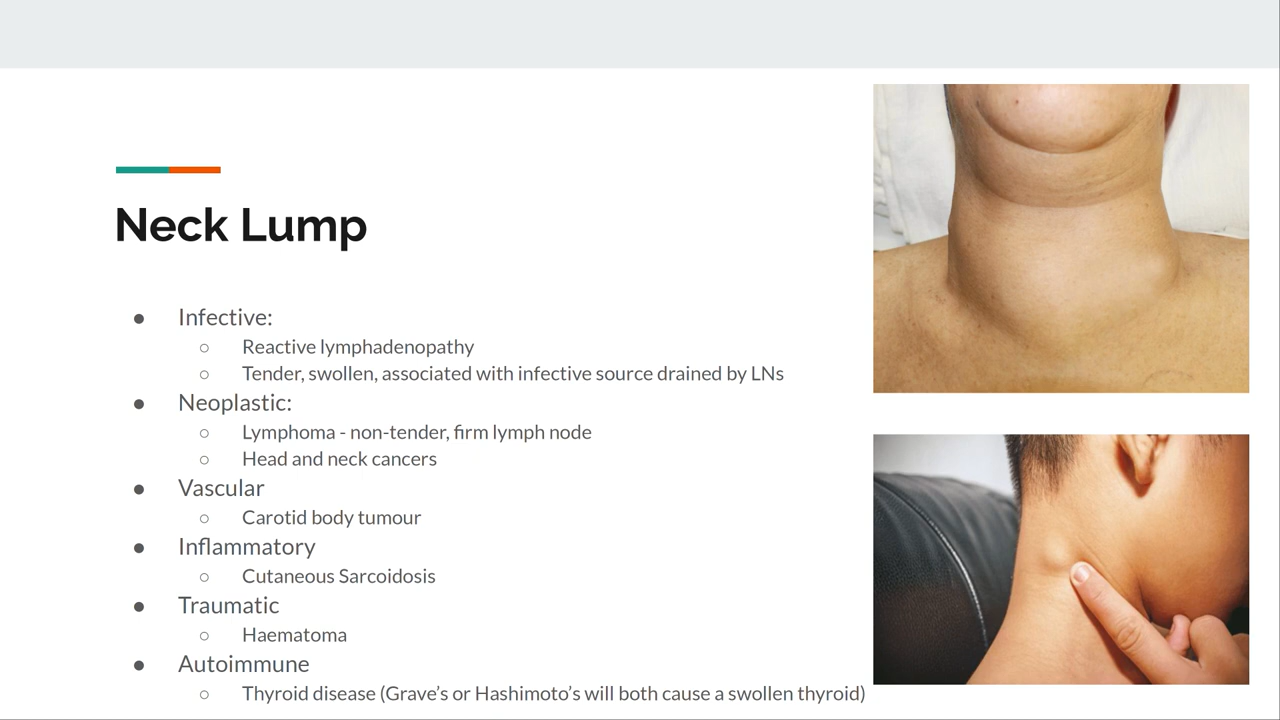 Neck Lump
● Infective:
○ Reactive lymphadenopathy
○ Tender, swollen, associated with infective source drained by LNs
● Neoplastic:
○ Lymphoma - non-tender, firm lymph node
○ Head and neck cancers
● Vascular
○ Carotid body tumour
● Inflammatory
○ Cutaneous Sarcoidosis
● Traumatic
○ Haematoma
● Autoimmune
○ Thyroid disease (Grave’s or Hashimoto’s will both cause a swollen thyroid)